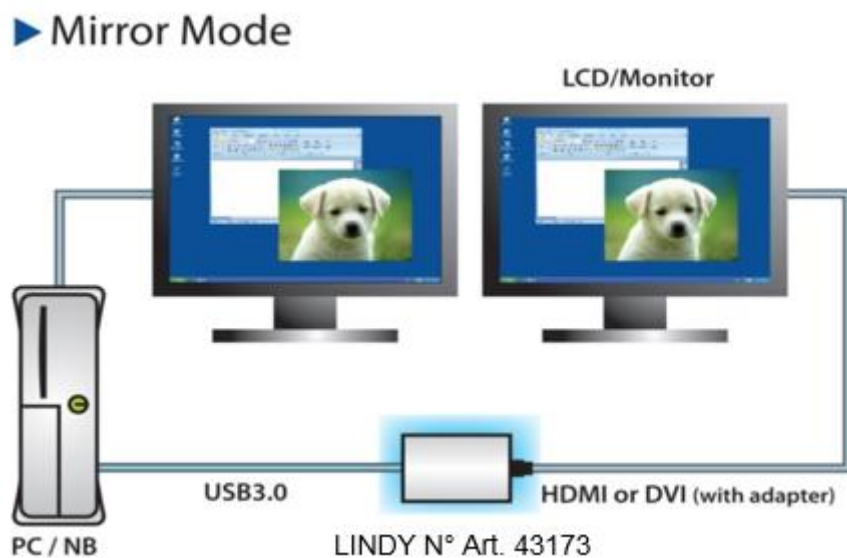 Mirror Mode
LCD/Monitor
USB3.0
HDMI or DVI (with adapter)
PC / NB
LINDY N° Art. 43173